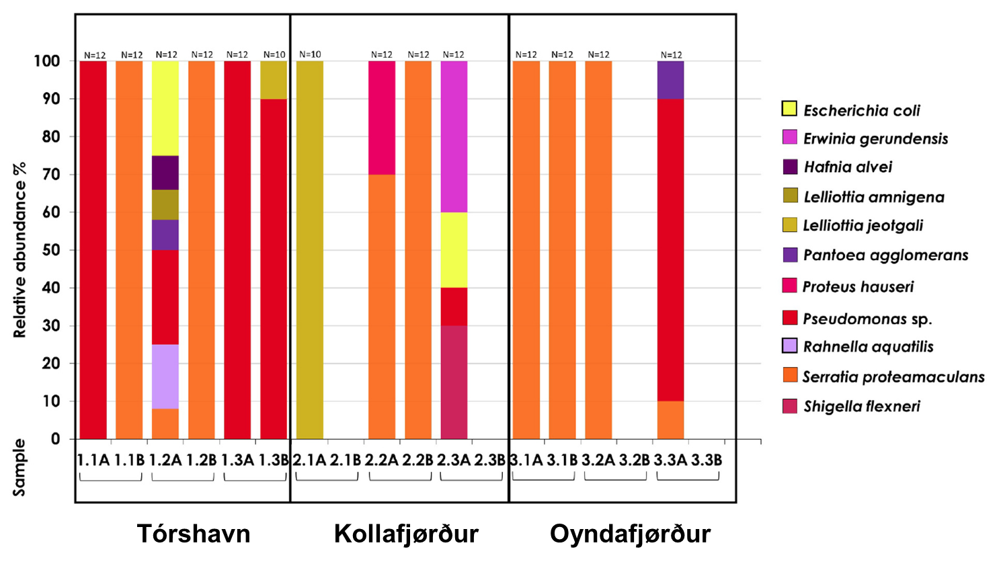 N=12 N=12 N=12 N=12 N=12 N=10 N=10 N=12 N=12 N=12 N=12 N=12 N=12 N=12
100
90
80
70
60
50
40
30
20
10
0
Relative abundance %
Sample
1.1A 1.1B 1.2A 1.2B 1.3A 1.3B 2.1A 2.1B 2.2A 2.2B 2.3A 2.3B 3.1A 3.1B 3.2A 3.2B 3.3A 3.3B
Tórshavn Kollafjørður Oyndafjørður
Escherichia coli
Erwinia gerundensis
Hafnia alvei
Lelliottia amnigena
Lelliottia jeotgali
Pantoea agglomerans
Proteus hauseri
Pseudomonas sp.
Rahnella aquatilis
Serratia proteamaculans
Shigella flexneri